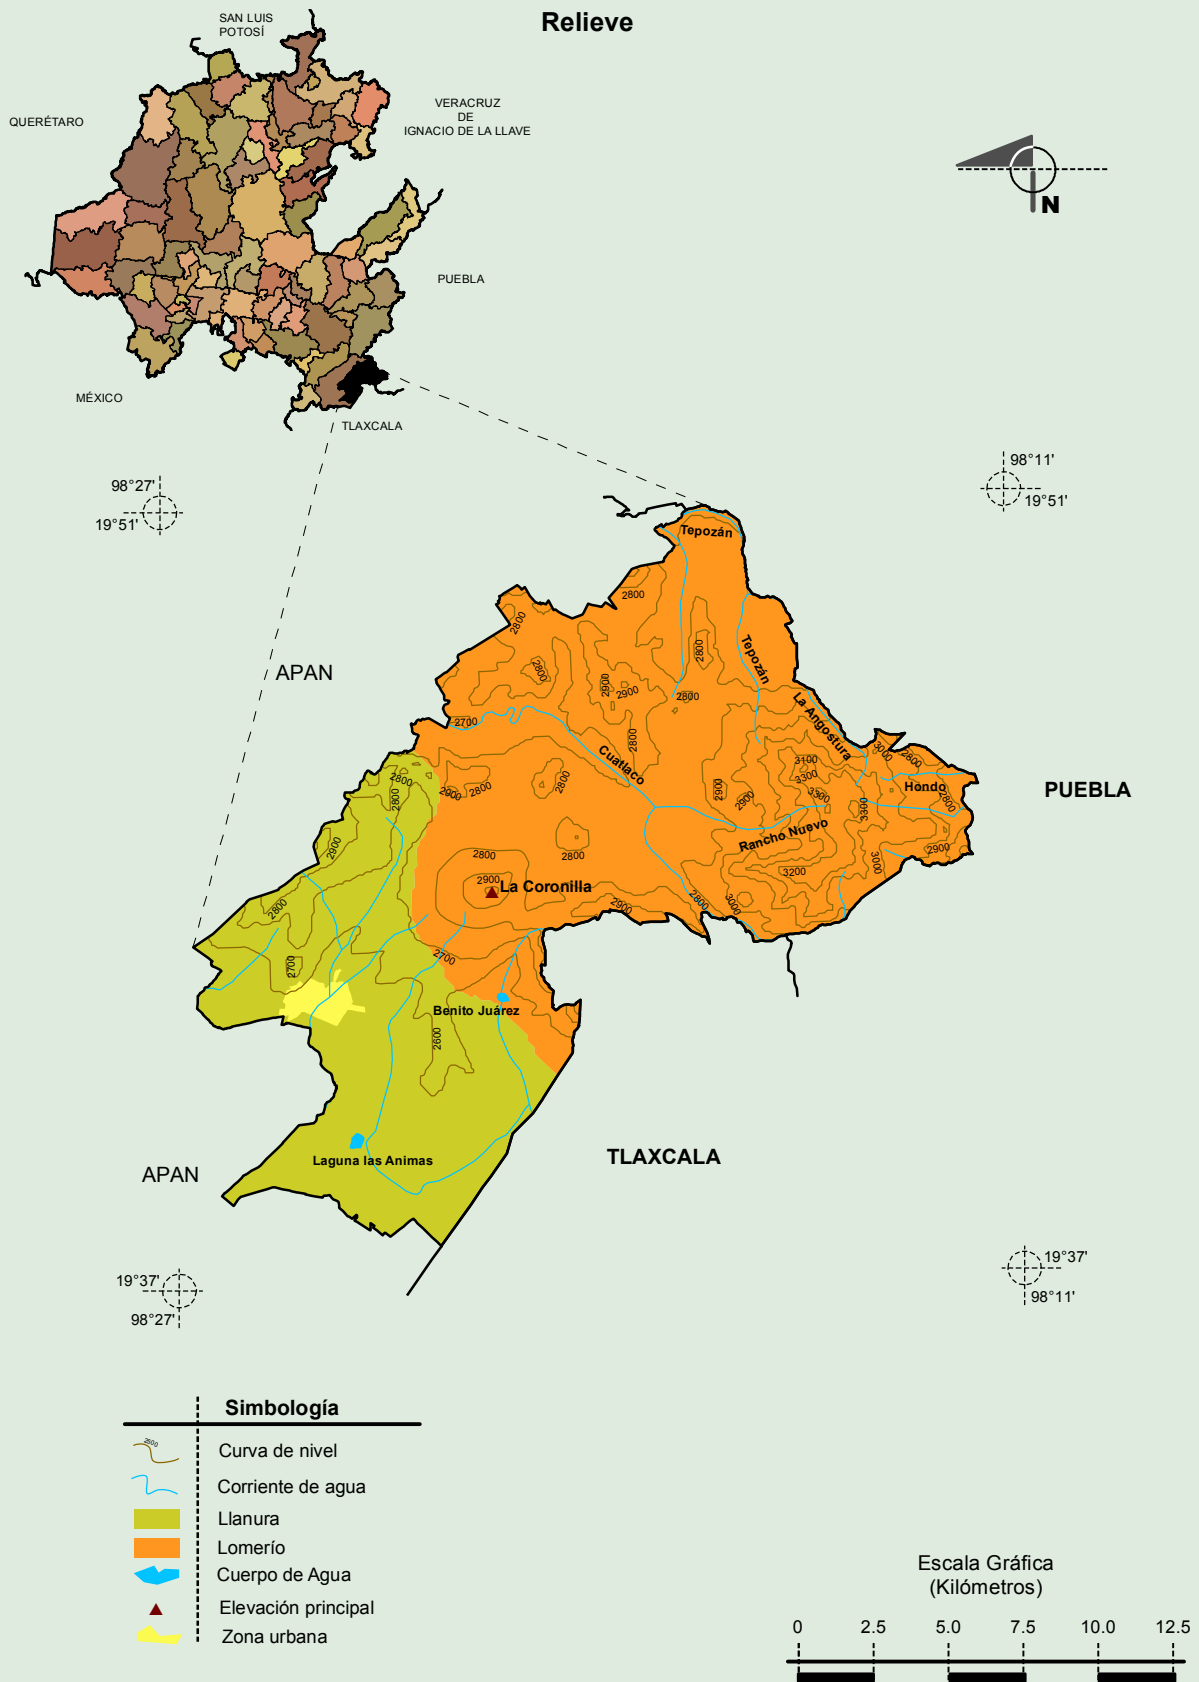 Relieve
SAN LUIS
POTOSÍ
QUERÉTARO
VERACRUZ
DE
IGNACIO DE LA LLAVE
PUEBLA
MÉXICO
TLAXCALA
N
98°27'
19°51'
98°11'
19°51'
Tepozán
2800
2800
2800
2800
Tepozán
2900
2900
2800
APAN
La Angostura
2700
2800
Cuatlaco
3000
2800
3100
3300
Hondo
PUEBLA
2800
2800
2900
2800
2800
2900
2900
3300
3300
2800
Rancho Nuevo
2900
2800
2800
2900
3000
3200
2900
La Coronilla
2800
2900
2800
3000
2700
2700
Benito Juárez
2600
Laguna las Animas
TLAXCALA
APAN
19°37'
98°27'
19°37'
98°11'
Simbología
2500
Curva de nivel
Corriente de agua
Llanura
Lomerío
Cuerpo de Agua
Elevación principal
Zona urbana
Escala Gráfica
(Kilómetros)
0 2.5 5.0 7.5 10.0 12.5